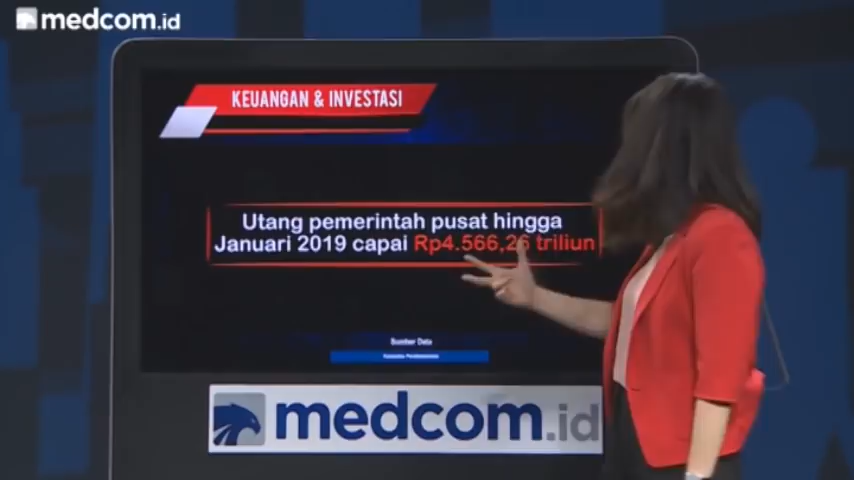 medcom.id
KEUANGAN & INVESTASI
Utang pemerintah pusat hingga
Januari 2019 capai Rp4.566,26 triliun
Sumber Data
medcom.id